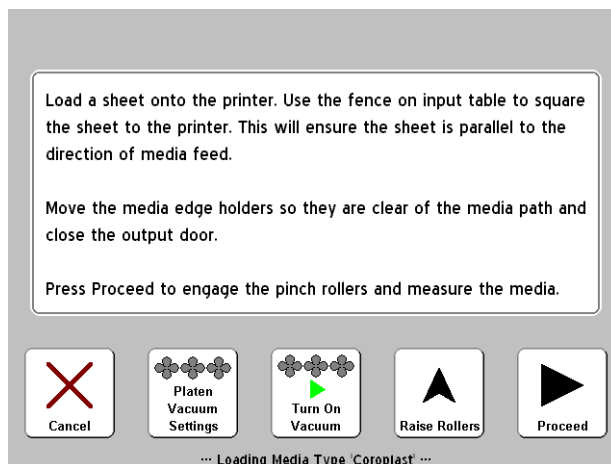 Load a sheet onto the printer. Use the fence on input table to square
the sheet to the printer. This will ensure the sheet is parallel to the
direction of media feed.
Move the media edge holders so they are clear of the media path and
close the output door.
Press Proceed to engage the pinch rollers and measure the media.
Cancel
Platen
Vacuum
Settings
Turn On
Vacuum
Raise Rollers
Proceed
··· Loading Media Type 'Coroplast' ···